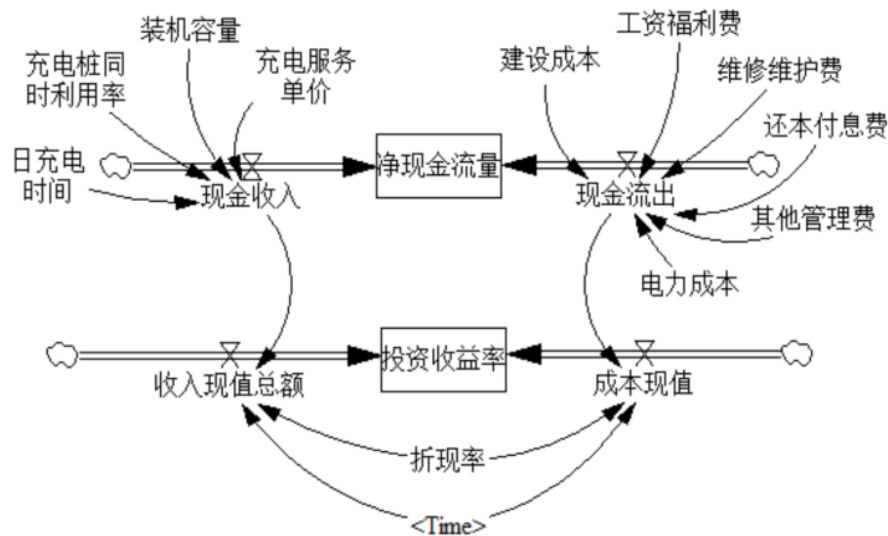 装机容量
工资福利费
充电桩同
时利用率
充电服务
单价
建设成本
维修维护费
还本付息费
日充电
时间
净现金流量
现金收入
现金流出
其他管理费
电力成本
投资收益率
收入现值总额
成本现值
折现率
<Time>